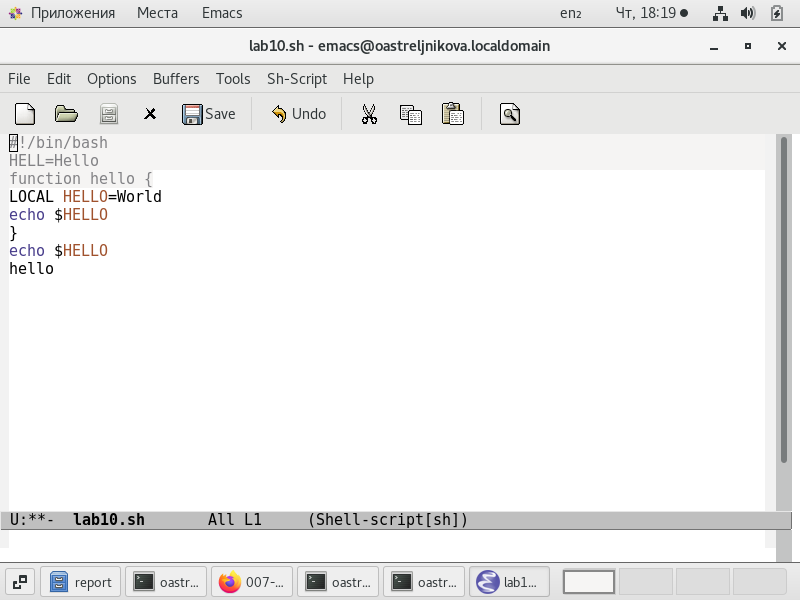 Приложения Места Emacs en₂ Чт, 18:19
lab10.sh - emacs@oastreljnikova.localdomain
File Edit Options Buffers Tools Sh-Script Help
Save Undo
#!/bin/bash
HELL=Hello
function hello {
LOCAL HELLO=World
echo $HELLO
}
echo $HELLO
hello
U:**- lab10.sh All L1 (Shell-script[sh])
report oastr... 007-... oastr... oastr... lab1...